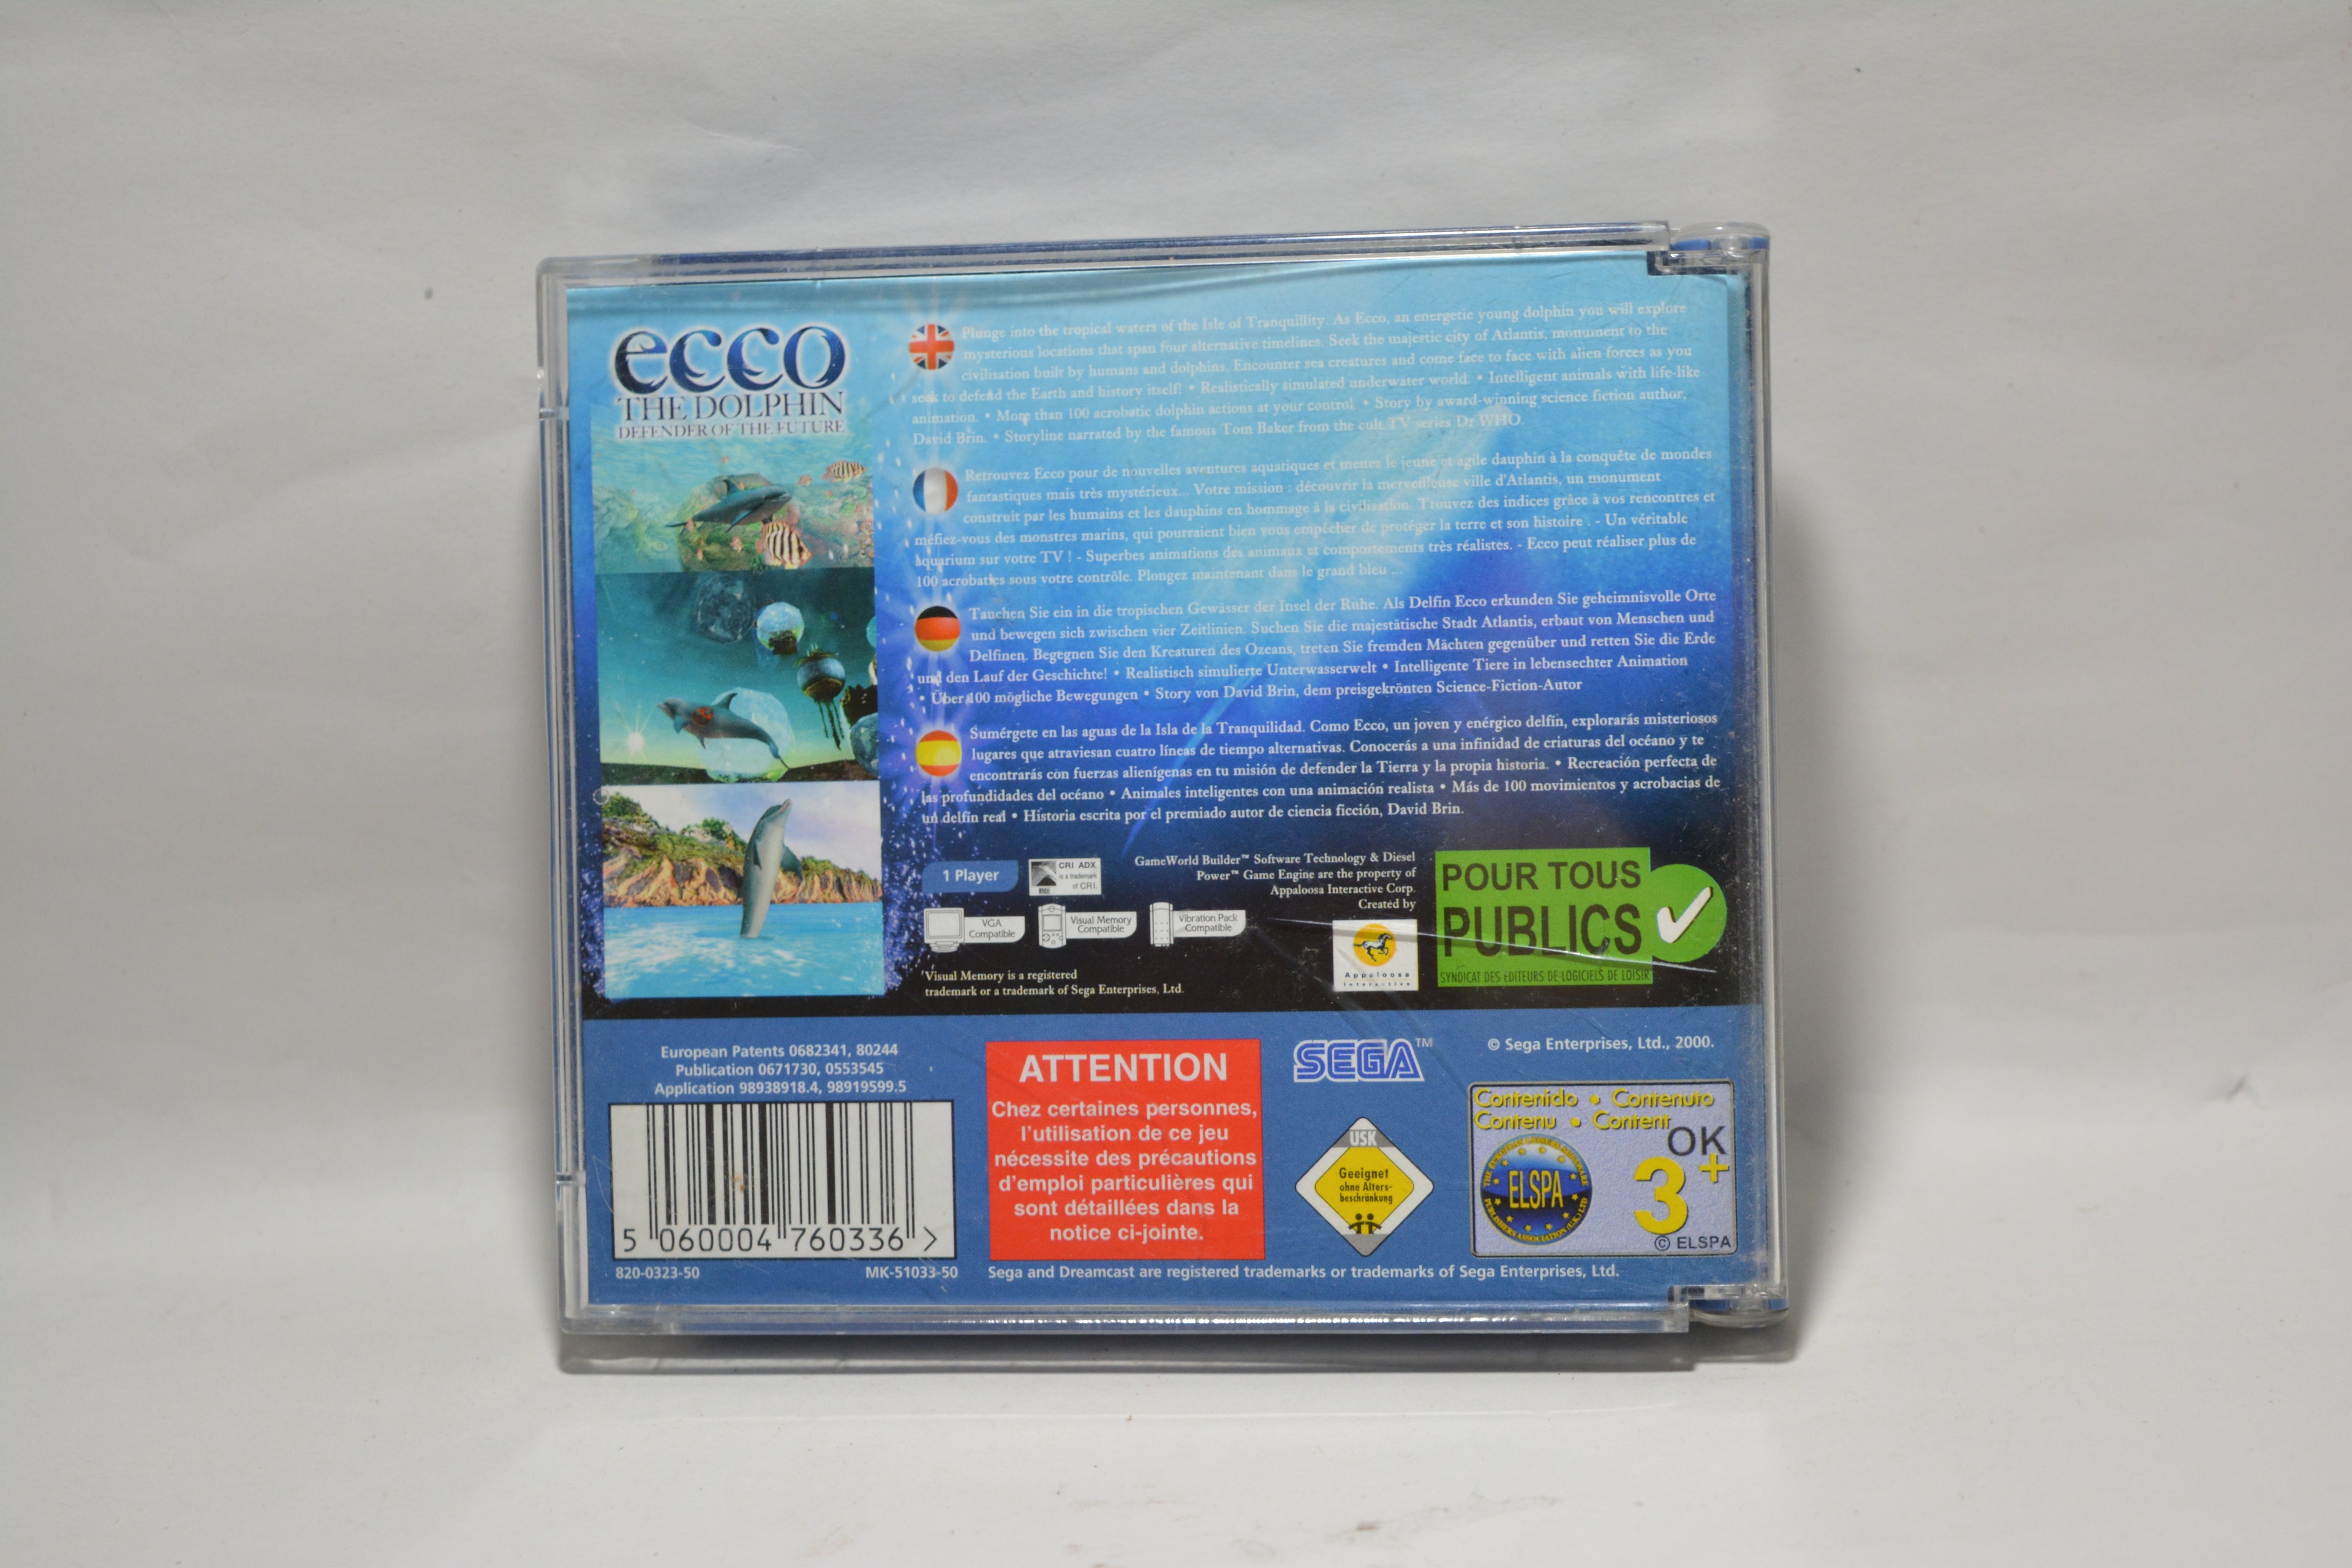 ecco
THE DOLPHIN
DEFENDER OF THE FUTURE
Plunge into the tropical waters of the Isle of Tranquillity. As Ecco, an energetic young dolphin you will explore
mysterious locations that span four alternative timelines. Seek the majestic city of Atlantis, monument to the
civilisation built by humans and dolphins. Encounter sea creatures and come face to face with alien forces as you
seek to defend the Earth and history itself! • Realistically simulated underwater world. • Intelligent animals with life-like
animation. • More than 100 acrobatic dolphin actions at your control. • Story by award-winning science fiction author,
David Brin. • Storyline narrated by the famous Tom Baker from the cult TV series Dr WHO.
Retrouvez Ecco pour de nouvelles aventures aquatiques et menez le jeune et agile dauphin à la conquête de mondes
fantastiques mais très mystérieux... Votre mission : découvrir la merveilleuse ville d'Atlantis, un monument
construit par les humains et les dauphins en hommage à la civilisation. Trouvez des indices grâce à vos rencontres et
méfiez-vous des monstres marins, qui pourraient bien vous empêcher de protéger la terre et son histoire . - Un véritable
aquarium sur votre TV ! - Superbes animations des animaux et comportements très réalistes. - Ecco peut réaliser plus de
100 acrobaties sous votre contrôle. Plongez maintenant dans le grand bleu ...
Tauchen Sie ein in die tropischen Gewässer der Insel der Ruhe. Als Delfin Ecco erkunden Sie geheimnisvolle Orte
und bewegen sich zwischen vier Zeitlinien. Suchen Sie die majestätische Stadt Atlantis, erbaut von Menschen und
Delfinen. Begegnen Sie den Kreaturen des Ozeans, treten Sie fremden Mächten gegenüber und retten Sie die Erde
und den Lauf der Geschichte! • Realistisch simulierte Unterwasserwelt • Intelligente Tiere in lebensechter Animation
• Über 100 mögliche Bewegungen • Story von David Brin, dem preisgekrönten Science-Fiction-Autor
Sumérgete en las aguas de la Isla de la Tranquilidad. Como Ecco, un joven y enérgico delfín, explorarás misteriosos
lugares que atraviesan cuatro líneas de tiempo alternativas. Conocerás a una infinidad de criaturas del océano y te
encontrarás con fuerzas alienígenas en tu misión de defender la Tierra y la propia historia. • Recreación perfecta de
las profundidades del océano • Animales inteligentes con una animación realista • Más de 100 movimientos y acrobacias de
un delfín real • Historia escrita por el premiado autor de ciencia ficción, David Brin.
1 Player
CRI ADX
is a trademark
of CRI.
GameWorld Builder™ Software Technology & Diesel
Power™ Game Engine are the property of
Appaloosa Interactive Corp.
Created by
Appaloosa
Interactive
VGA
Compatible
Visual Memory
Compatible
Vibration Pack
Compatible
Visual Memory is a registered
trademark or a trademark of Sega Enterprises, Ltd.
POUR TOUS
PUBLICS
SYNDICAT DES EDITEURS DE LOGICIELS DE LOISIR
European Patents 0682341, 80244
Publication 0671730, 0553545
Application 98938918.4, 98919599.5
5 060004 760336 >
820-0323-50
MK-51033-50
ATTENTION
Chez certaines personnes,
l'utilisation de ce jeu
nécessite des précautions
d'emploi particulières qui
sont détaillées dans la
notice ci-jointe.
SEGA™
© Sega Enterprises, Ltd., 2000.
USK
Geeignet
ohne Alters-
beschränkung
Contenido • Contenuto
Contenu • Content
OK
3+
ELSPA
© ELSPA
Sega and Dreamcast are registered trademarks or trademarks of Sega Enterprises, Ltd.